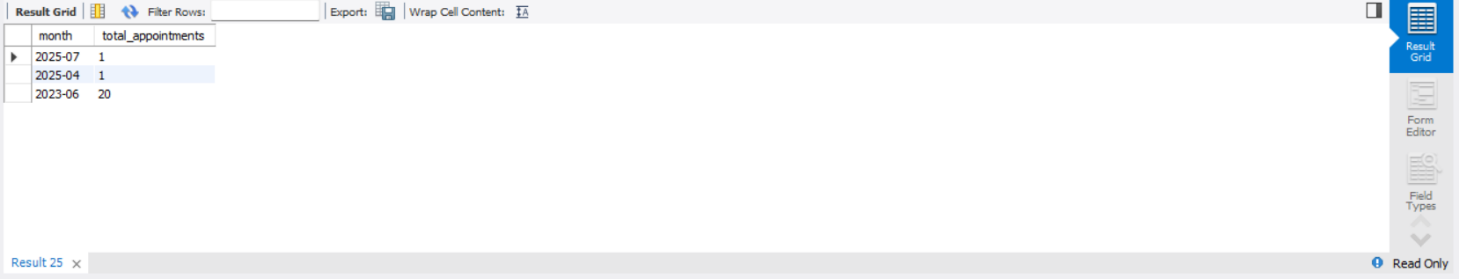 Result Grid Filter Rows: Export: Wrap Cell Content: IA
month total_appointments
2025-07 1
2025-04 1
2023-06 20
Result
Grid
Form
Editor
Field
Types
Result 25 × Read Only